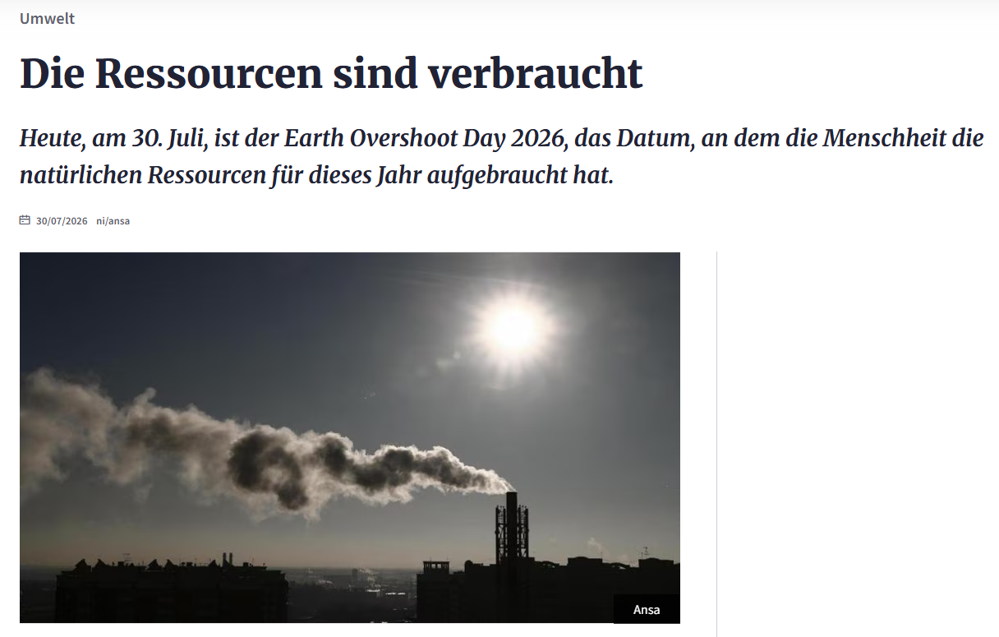 Umwelt
Die Ressourcen sind verbraucht
Heute, am 30. Juli, ist der Earth Overshoot Day 2026, das Datum, an dem die Menschheit die
natürlichen Ressourcen für dieses Jahr aufgebraucht hat.
30/07/2026 ni/ansa
Ansa